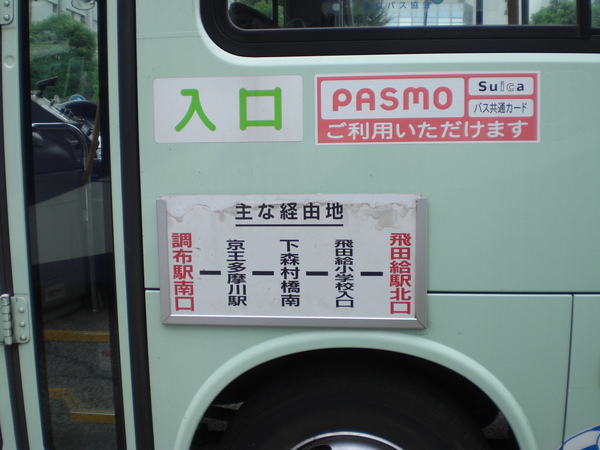 入口
PASMO
Suica
バス共通カード
ご利用いただけます
主な経由地
調布駅南口
京王多摩川駅
下森村橋南
飛田給小学校入口
飛田給駅北口